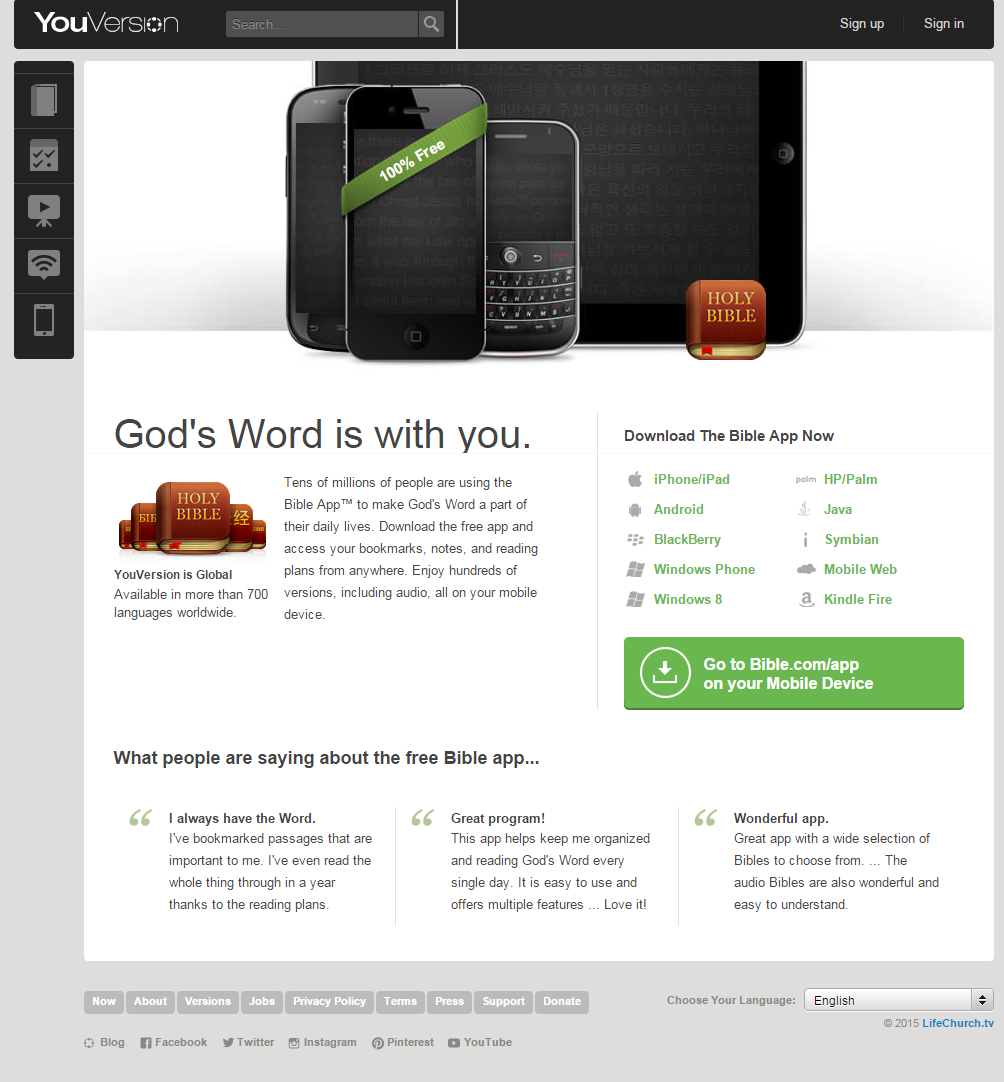 YouVersion
Search...
Sign up
Sign in
100% Free
HOLY
BIBLE
God's Word is with you.
HOLY
BIBLE
YouVersion is Global
Available in more than 700
languages worldwide.
Tens of millions of people are using the
Bible App™ to make God's Word a part of
their daily lives. Download the free app and
access your bookmarks, notes, and reading
plans from anywhere. Enjoy hundreds of
versions, including audio, all on your mobile
device.
Download The Bible App Now
iPhone/iPad
palm HP/Palm
Android
Java
BlackBerry
Symbian
Windows Phone
Mobile Web
Windows 8
Kindle Fire
Go to Bible.com/app
on your Mobile Device
What people are saying about the free Bible app...
I always have the Word.
I've bookmarked passages that are
important to me. I've even read the
whole thing through in a year
thanks to the reading plans.
Great program!
This app helps keep me organized
and reading God's Word every
single day. It is easy to use and
offers multiple features ... Love it!
Wonderful app.
Great app with a wide selection of
Bibles to choose from. ... The
audio Bibles are also wonderful and
easy to understand.
Now About Versions Jobs Privacy Policy Terms Press Support Donate
Choose Your Language: English
© 2015 LifeChurch.tv
Blog Facebook Twitter Instagram Pinterest YouTube